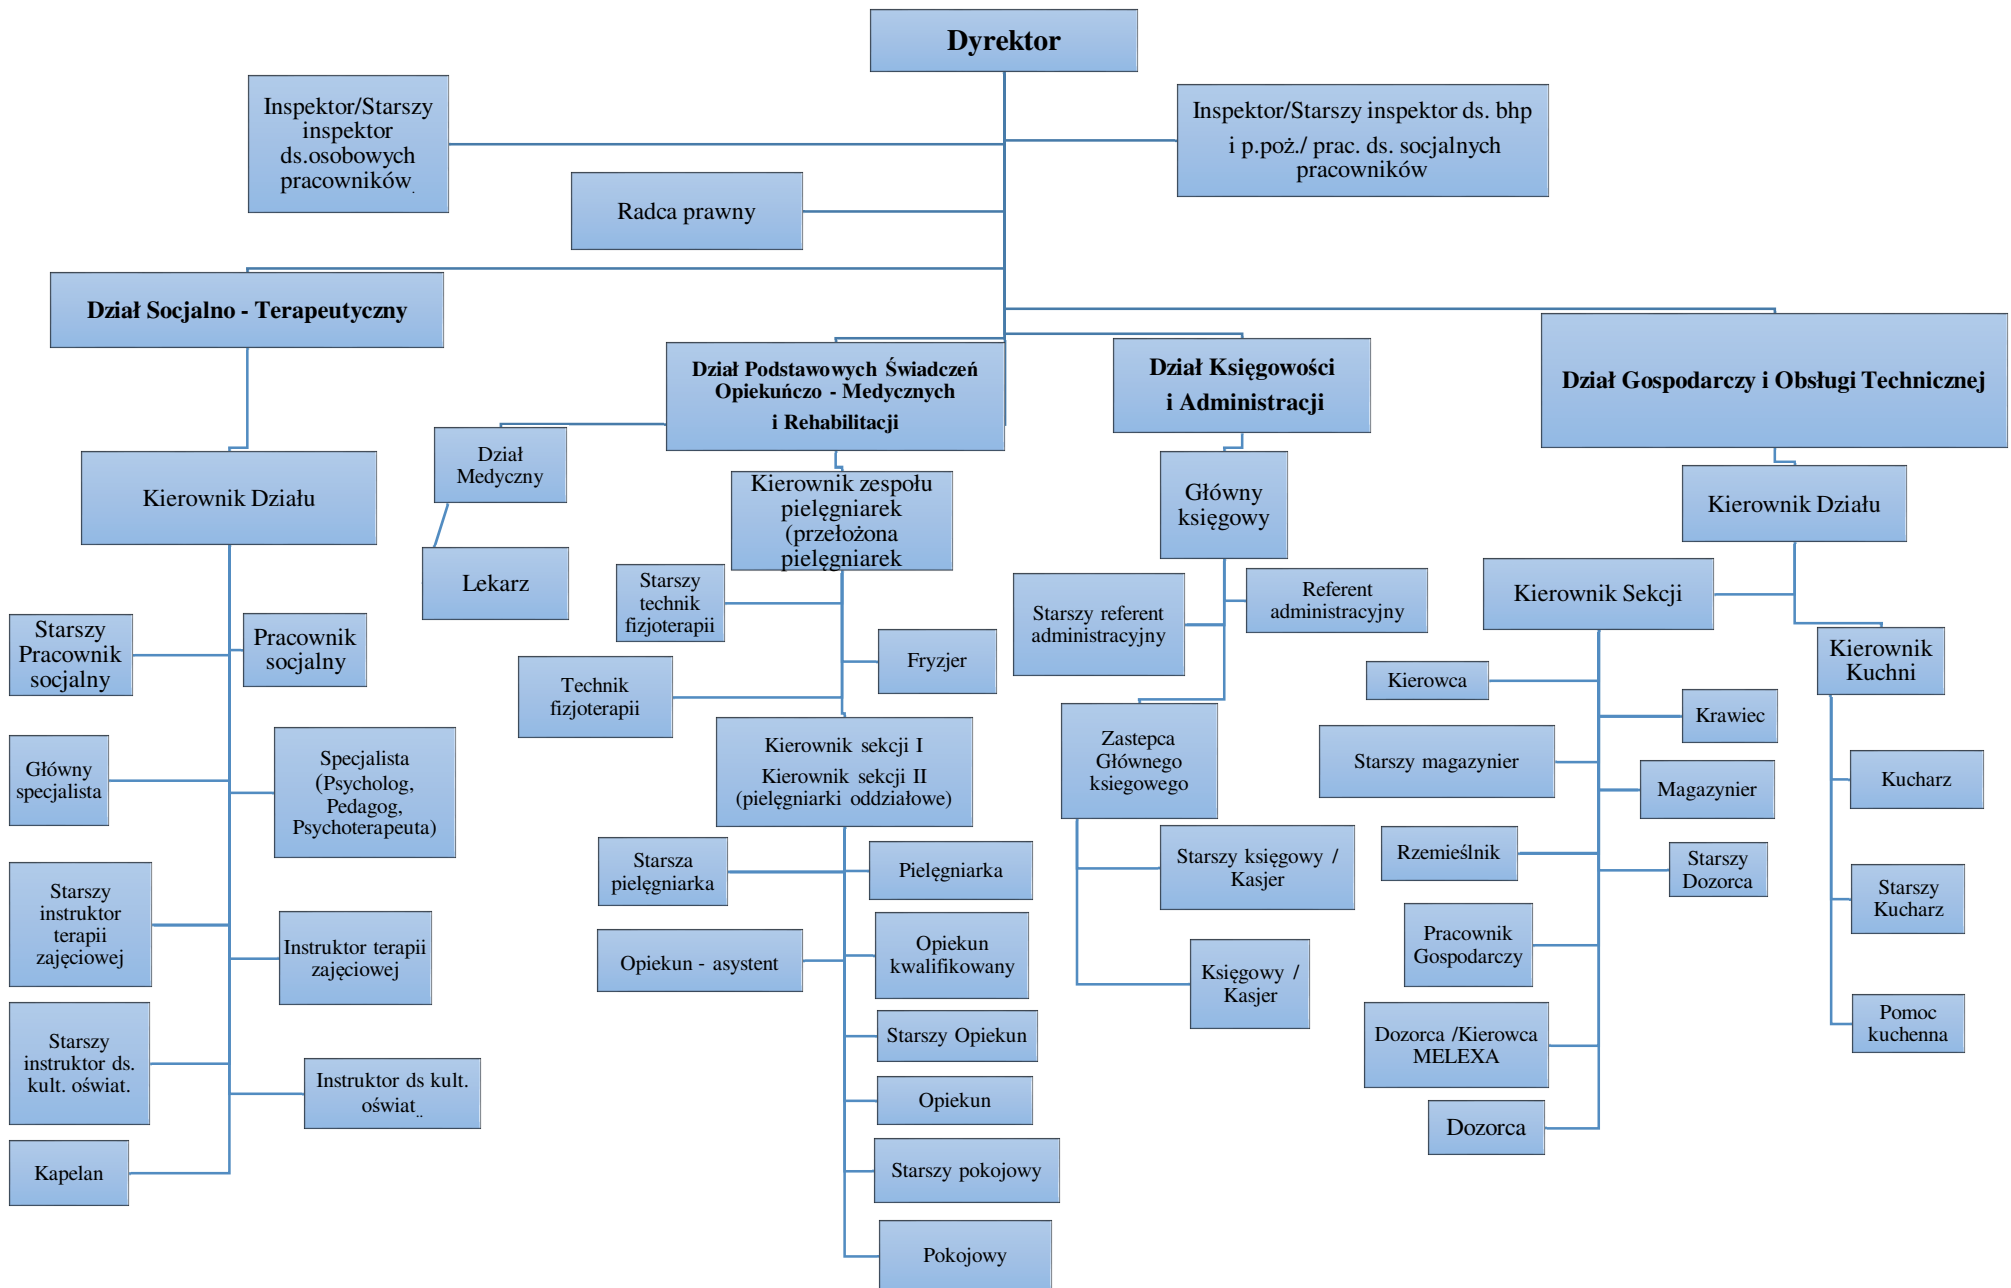 Dyrektor
Inspektor/Starszy
inspektor
ds.osobowych
pracowników.
Inspektor/Starszy inspektor ds. bhp
i p.poż./ prac. ds. socjalnych
pracowników
Radca prawny
Dział Socjalno - Terapeutyczny
Dział Podstawowych Świadczeń
Opiekuńczo - Medycznych
i Rehabilitacji
Dział Księgowości
i Administracji
Dział Gospodarczy i Obsługi Technicznej
Kierownik Działu
Starszy
Pracownik
socjalny
Pracownik
socjalny
Główny
specjalista
Specjalista
(Psycholog,
Pedagog,
Psychoterapeuta)
Starszy
instruktor
terapii
zajęciowej
Instruktor terapii
zajęciowej
Starszy
instruktor ds.
kult. oświat.
Instruktor ds kult.
oświat..
Kapelan
Dział
Medyczny
Lekarz
Kierownik zespołu
pielęgniarek
(przełożona
pielęgniarek
Starszy
technik
fizjoterapii
Fryzjer
Technik
fizjoterapii
Kierownik sekcji I
Kierownik sekcji II
(pielęgniarki oddziałowe)
Starsza
pielęgniarka
Pielęgniarka
Opiekun - asystent
Opiekun
kwalifikowany
Starszy Opiekun
Opiekun
Starszy pokojowy
Pokojowy
Główny
księgowy
Starszy referent
administracyjny
Referent
administracyjny
Zastepca
Głównego
ksiegowego
Starszy księgowy /
Kasjer
Księgowy /
Kasjer
Kierownik Działu
Kierownik Sekcji
Kierownik
Kuchni
Kierowca
Krawiec
Starszy magazynier
Magazynier
Rzemieślnik
Starszy
Dozorca
Pracownik
Gospodarczy
Dozorca /Kierowca
MELEXA
Dozorca
Kucharz
Starszy
Kucharz
Pomoc
kuchenna